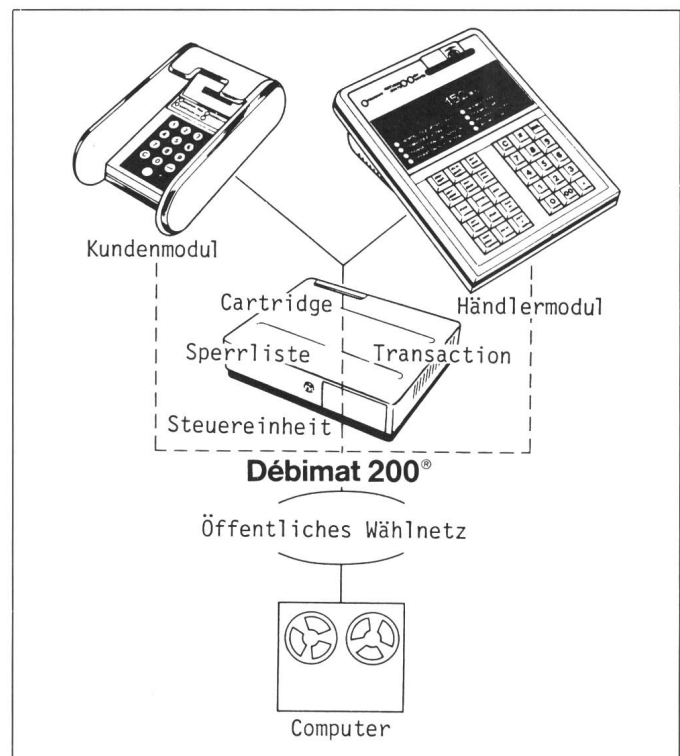 Kundenmodul
Händlermodul
Cartridge
Sperrliste
Transaction
Steuereinheit
Débimat 200®
Öffentliches Wählnetz
Computer